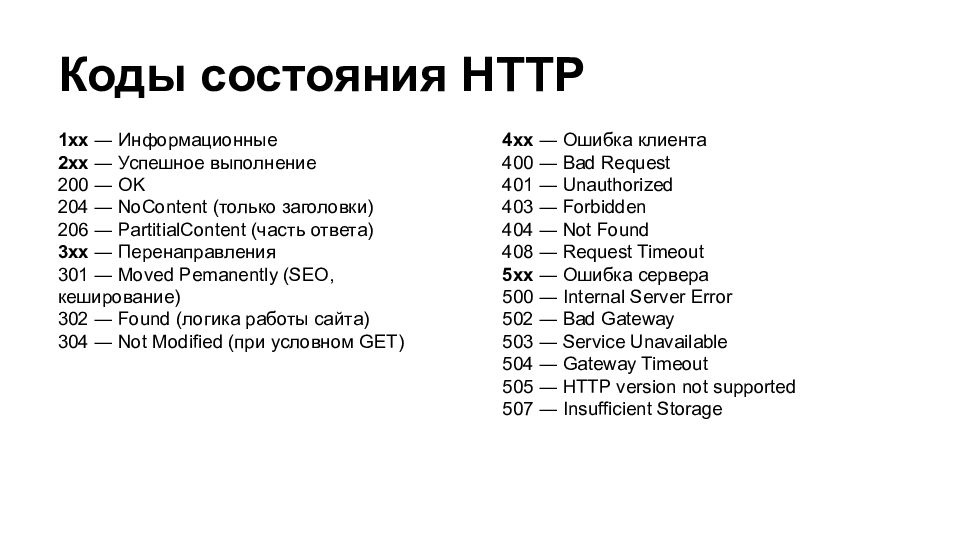 Коды состояния HTTP
1xx — Информационные
2xx — Успешное выполнение
200 — OK
204 — NoContent (только заголовки)
206 — PartitialContent (часть ответа)
3xx — Перенаправления
301 — Moved Pemanently (SEO,
кеширование)
302 — Found (логика работы сайта)
304 — Not Modified (при условном GET)
4xx — Ошибка клиента
400 — Bad Request
401 — Unauthorized
403 — Forbidden
404 — Not Found
408 — Request Timeout
5xx — Ошибка сервера
500 — Internal Server Error
502 — Bad Gateway
503 — Service Unavailable
504 — Gateway Timeout
505 — HTTP version not supported
507 — Insufficient Storage